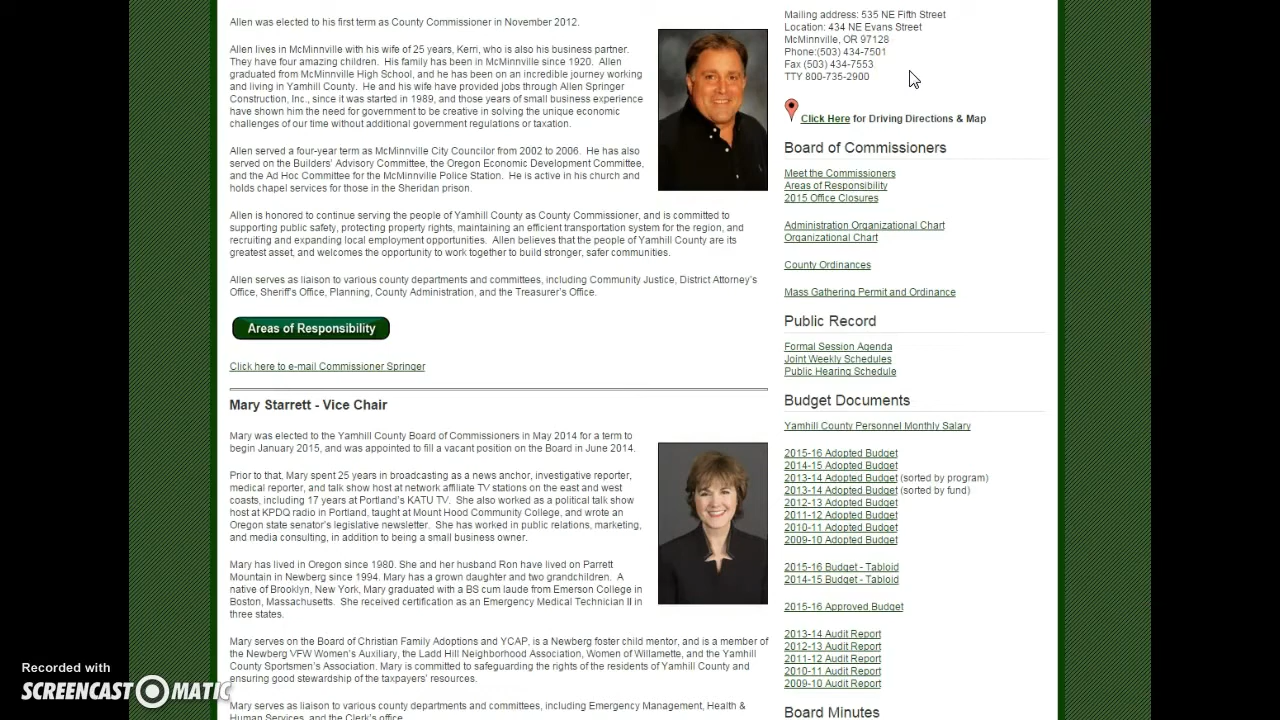 Allen was elected to his first term as County Commissioner in November 2012.
Allen lives in McMinnville with his wife of 25 years, Kerri, who is also his business partner.
They have four amazing children.  His family has been in McMinnville since 1920.  Allen
graduated from McMinnville High School, and he has been on an incredible journey working
and living in Yamhill County.  He and his wife have provided jobs through Allen Springer
Construction, Inc., since it was started in 1989, and those years of small business experience
have shown him the need for government to be creative in solving the unique economic
challenges of our time without additional government regulations or taxation.
Allen served a four-year term as McMinnville City Councilor from 2002 to 2006.  He has also
served on the Builders' Advisory Committee, the Oregon Economic Development Committee,
and the Ad Hoc Committee for the McMinnville Police Station.  He is active in his church and
holds chapel services for those in the Sheridan prison.
Allen is honored to continue serving the people of Yamhill County as County Commissioner, and is committed to
supporting public safety, protecting property rights, maintaining an efficient transportation system for the region, and
recruiting and expanding local employment opportunities.  Allen believes that the people of Yamhill County are its
greatest asset, and welcomes the opportunity to work together to build stronger, safer communities.
Allen serves as liaison to various county departments and committees, including Community Justice, District Attorney's
Office, Sheriff's Office, Planning, County Administration, and the Treasurer's Office.
Areas of Responsibility
Click here to e-mail Commissioner Springer
Mary Starrett - Vice Chair
Mary was elected to the Yamhill County Board of Commissioners in May 2014 for a term to
begin January 2015, and was appointed to fill a vacant position on the Board in June 2014.
Prior to that, Mary spent 25 years in broadcasting as a news anchor, investigative reporter,
medical reporter, and talk show host at network affiliate TV stations on the east and west
coasts, including 17 years at Portland's KATU TV.  She also worked as a political talk show
host at KPDQ radio in Portland, taught at Mount Hood Community College, and wrote an
Oregon state senator's legislative newsletter.  She has worked in public relations, marketing,
and media consulting, in addition to being a small business owner.
Mary has lived in Oregon since 1980. She and her husband Ron have lived on Parrett
Mountain in Newberg since 1994. Mary has a grown daughter and two grandchildren.  A
native of Brooklyn, New York, Mary graduated with a BS cum laude from Emerson College in
Boston, Massachusetts.  She received certification as an Emergency Medical Technician II in
three states.
Mary serves on the Board of Christian Family Adoptions and YCAP, is a Newberg foster child mentor, and is a member of
the Newberg VFW Women's Auxiliary, the Ladd Hill Neighborhood Association, Women of Willamette, and the Yamhill
County Sportsmen's Association. Mary is committed to safeguarding the rights of the residents of Yamhill County and
ensuring good stewardship of the taxpayers' resources.
Mary serves as liaison to various county departments and committees, including Emergency Management, Health &
Human Services, and the Clerk's office.
Mailing address: 535 NE Fifth Street
Location: 434 NE Evans Street
McMinnville, OR 97128
Phone:(503) 434-7501
Fax (503) 434-7553
TTY 800-735-2900
Click Here for Driving Directions & Map
Board of Commissioners
Meet the Commissioners
Areas of Responsibility
2015 Office Closures
Administration Organizational Chart
Organizational Chart
County Ordinances
Mass Gathering Permit and Ordinance
Public Record
Formal Session Agenda
Joint Weekly Schedules
Public Hearing Schedule
Budget Documents
Yamhill County Personnel Monthly Salary
2015-16 Adopted Budget
2014-15 Adopted Budget
2013-14 Adopted Budget (sorted by program)
2013-14 Adopted Budget (sorted by fund)
2012-13 Adopted Budget
2011-12 Adopted Budget
2010-11 Adopted Budget
2009-10 Adopted Budget
2015-16 Budget - Tabloid
2014-15 Budget - Tabloid
2015-16 Approved Budget
2013-14 Audit Report
2012-13 Audit Report
2011-12 Audit Report
2010-11 Audit Report
2009-10 Audit Report
Board Minutes
Recorded with
SCREENCAST-O-MATIC